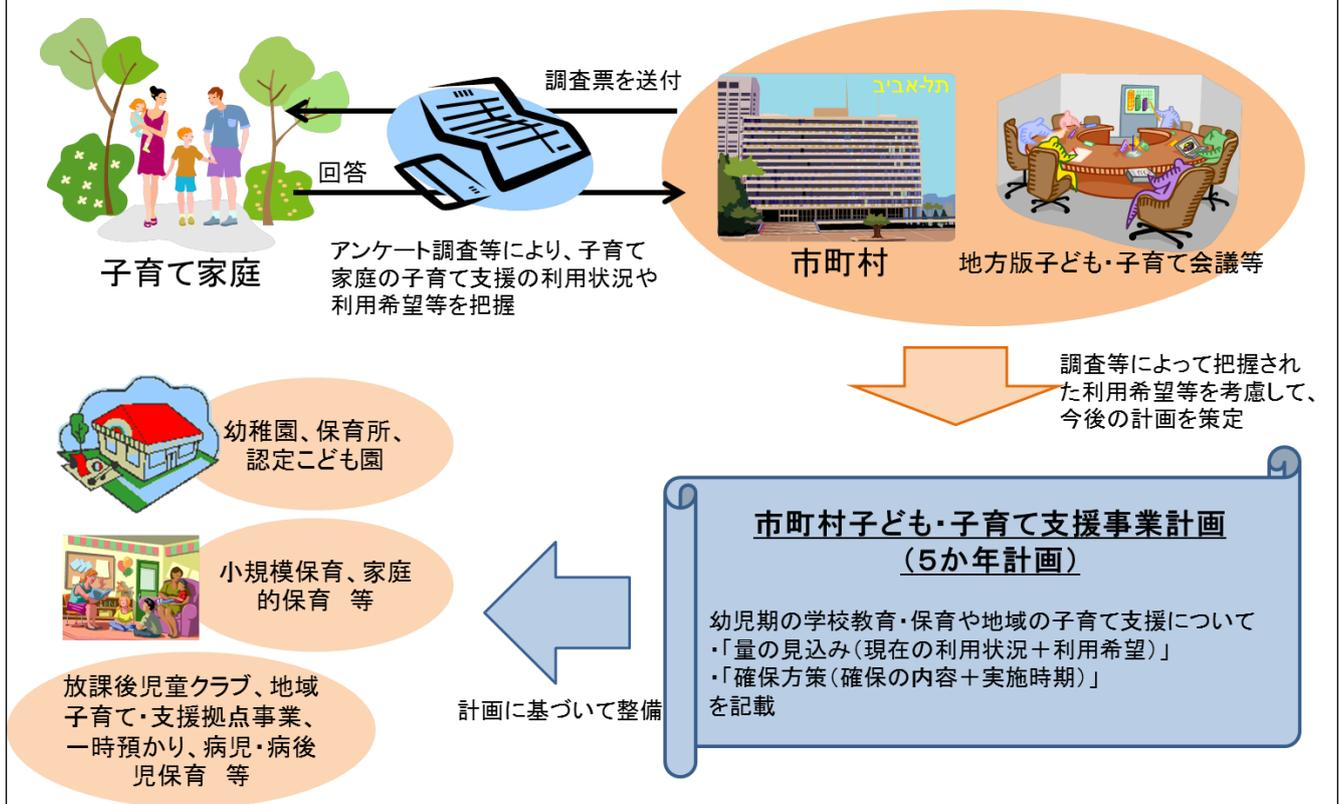 調査票を送付
תל-אביב
回答
子育て家庭
アンケート調査等により、子育て
家庭の子育て支援の利用状況や
利用希望等を把握
市町村
地方版子ども・子育て会議等
調査等によって把握され
た利用希望等を考慮して、
今後の計画を策定
幼稚園、保育所、
認定こども園
小規模保育、家庭
的保育 等
放課後児童クラブ、地域
子育て・支援拠点事業、
一時預かり、病児・病後
児保育 等
計画に基づいて整備
市町村子ども・子育て支援事業計画
（５か年計画）
幼児期の学校教育・保育や地域の子育て支援について
・「量の見込み（現在の利用状況＋利用希望）」
・「確保方策（確保の内容＋実施時期）」
を記載